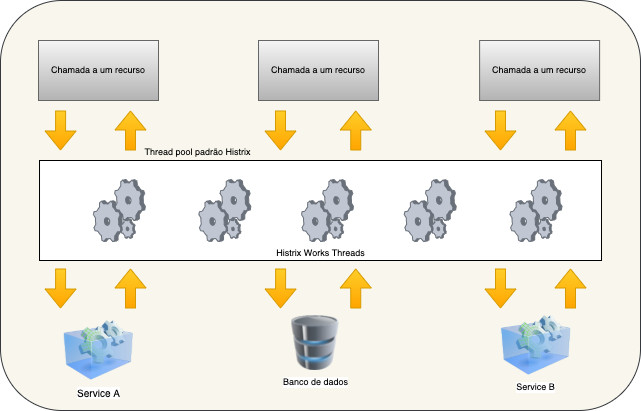 Chamada a um recurso
Chamada a um recurso
Chamada a um recurso
Thread pool padrão Histrix
Histrix Works Threads
Service A
Banco de dados
Service B